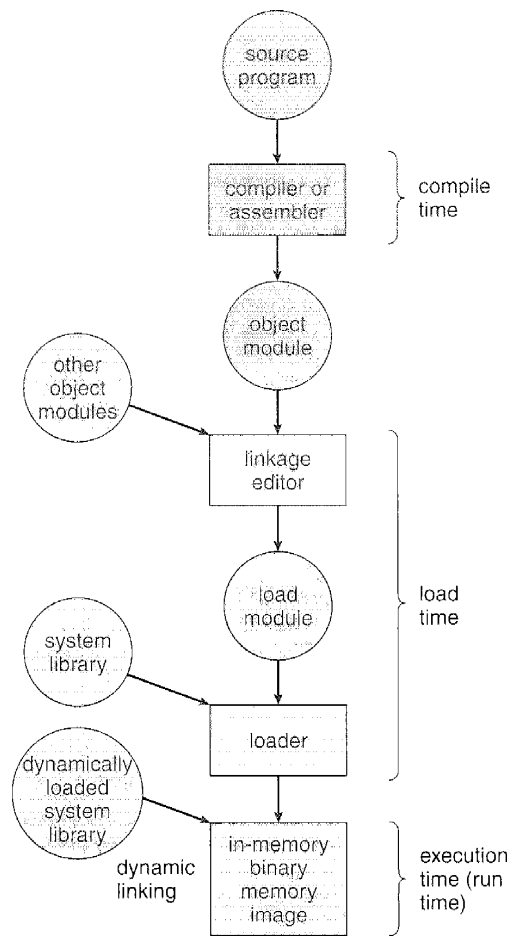 source
program
compiler or
assembler
compile
time
object
module
other
object
modules
linkage
editor
load
module
load
time
system
library
loader
dynamically
loaded
system
library
dynamic
linking
in-memory
binary
memory
image
execution
time (run
time)